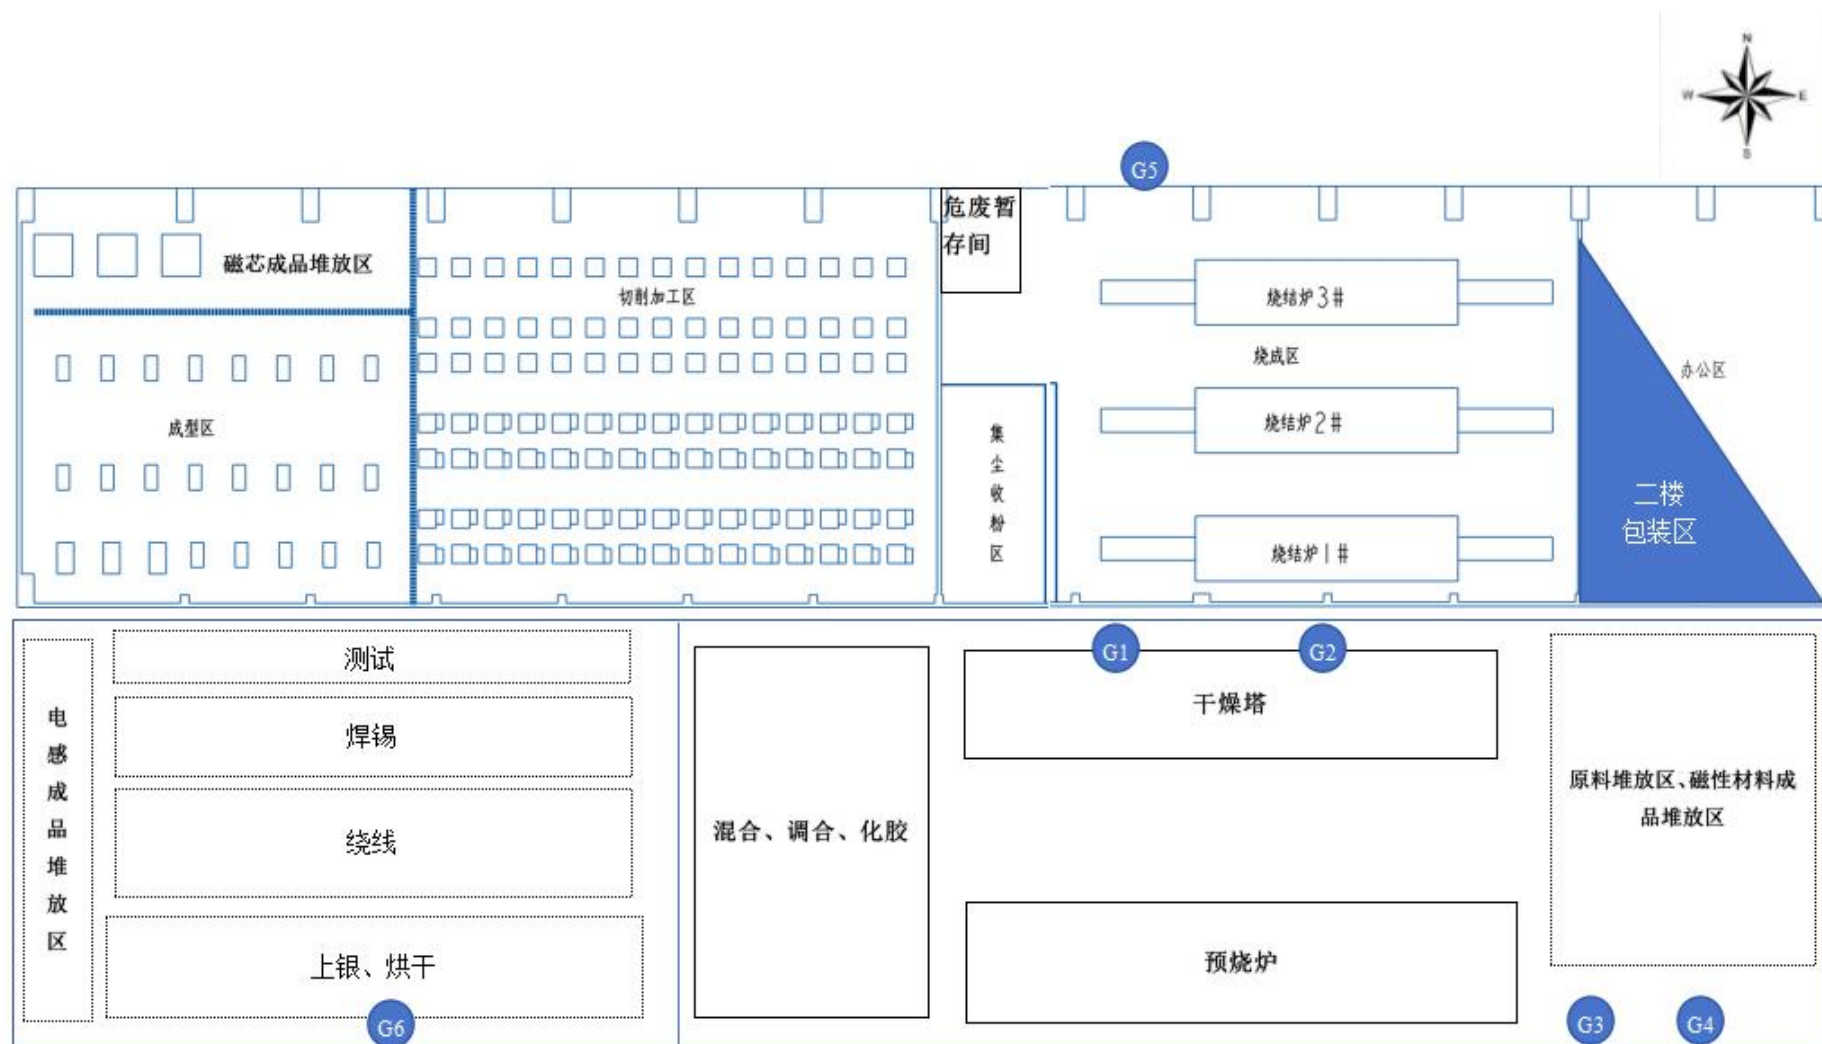 N
W
E
S
G5
危废暂
存间
磁芯成品堆放区
切削加工区
烧结炉3#
烧成区
办公区
烧结炉2#
成型区
集
尘
收
粉
区
二楼
包装区
烧结炉1#
G1
G2
测试
干燥塔
电
感
成
品
堆
放
区
焊锡
原料堆放区、磁性材料成
品堆放区
混合、调合、化胶
绕线
上银、烘干
预烧炉
G6
G3
G4